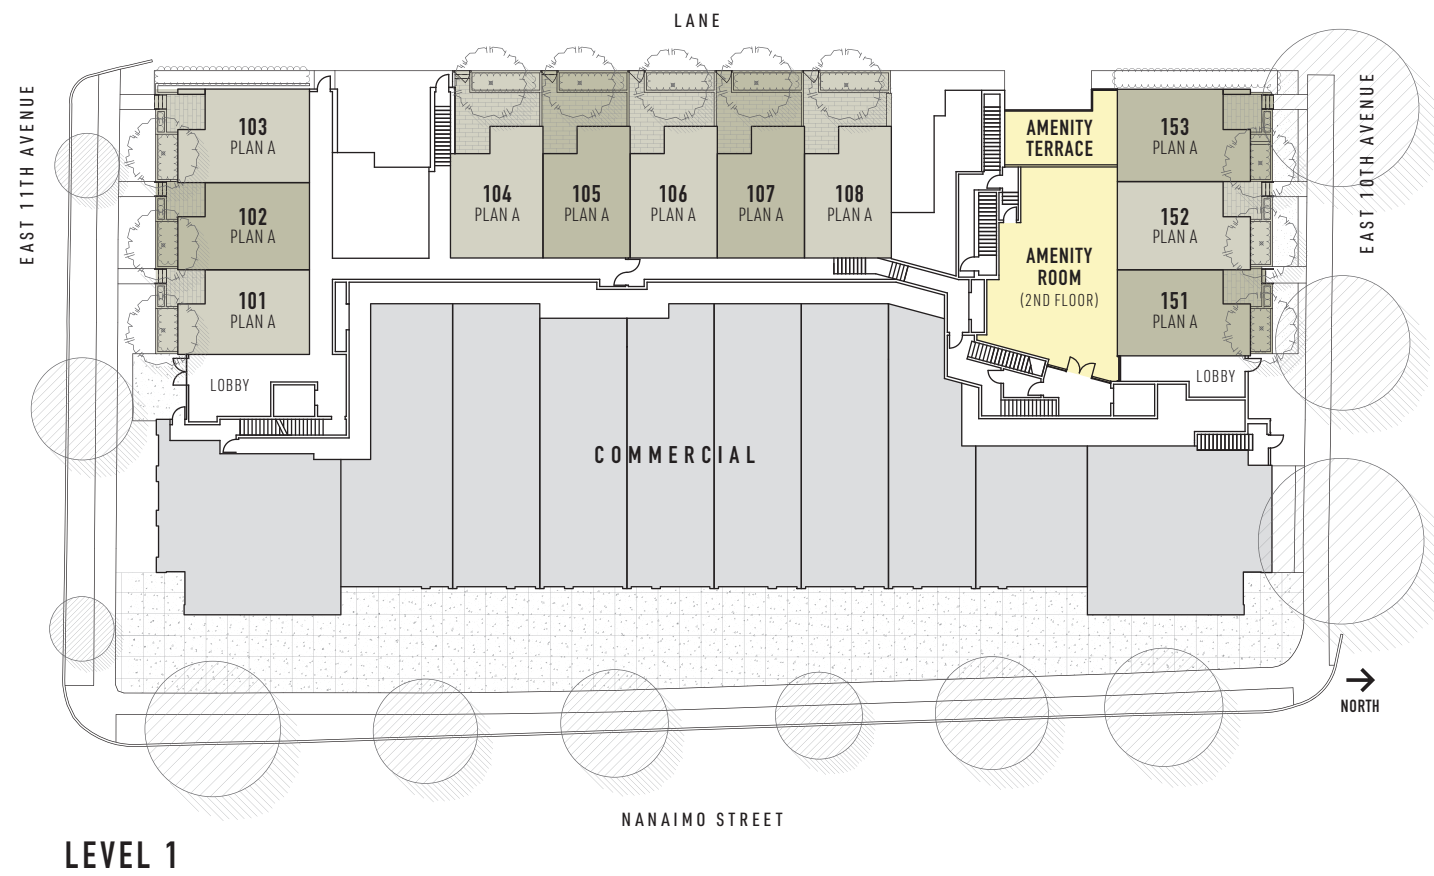 LANE
EAST 11TH AVENUE
EAST 10TH AVENUE
103
PLAN A
102
PLAN A
101
PLAN A
104
PLAN A
105
PLAN A
106
PLAN A
107
PLAN A
108
PLAN A
AMENITY
TERRACE
153
PLAN A
152
PLAN A
151
PLAN A
AMENITY
ROOM
(2ND FLOOR)
LOBBY
LOBBY
COMMERCIAL
NORTH
NANAIMO STREET
LEVEL 1